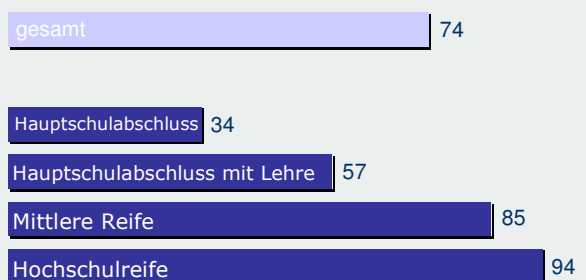 gesamt 74
Hauptschulabschluss 34
Hauptschulabschluss mit Lehre 57
Mittlere Reife 85
Hochschulreife 94